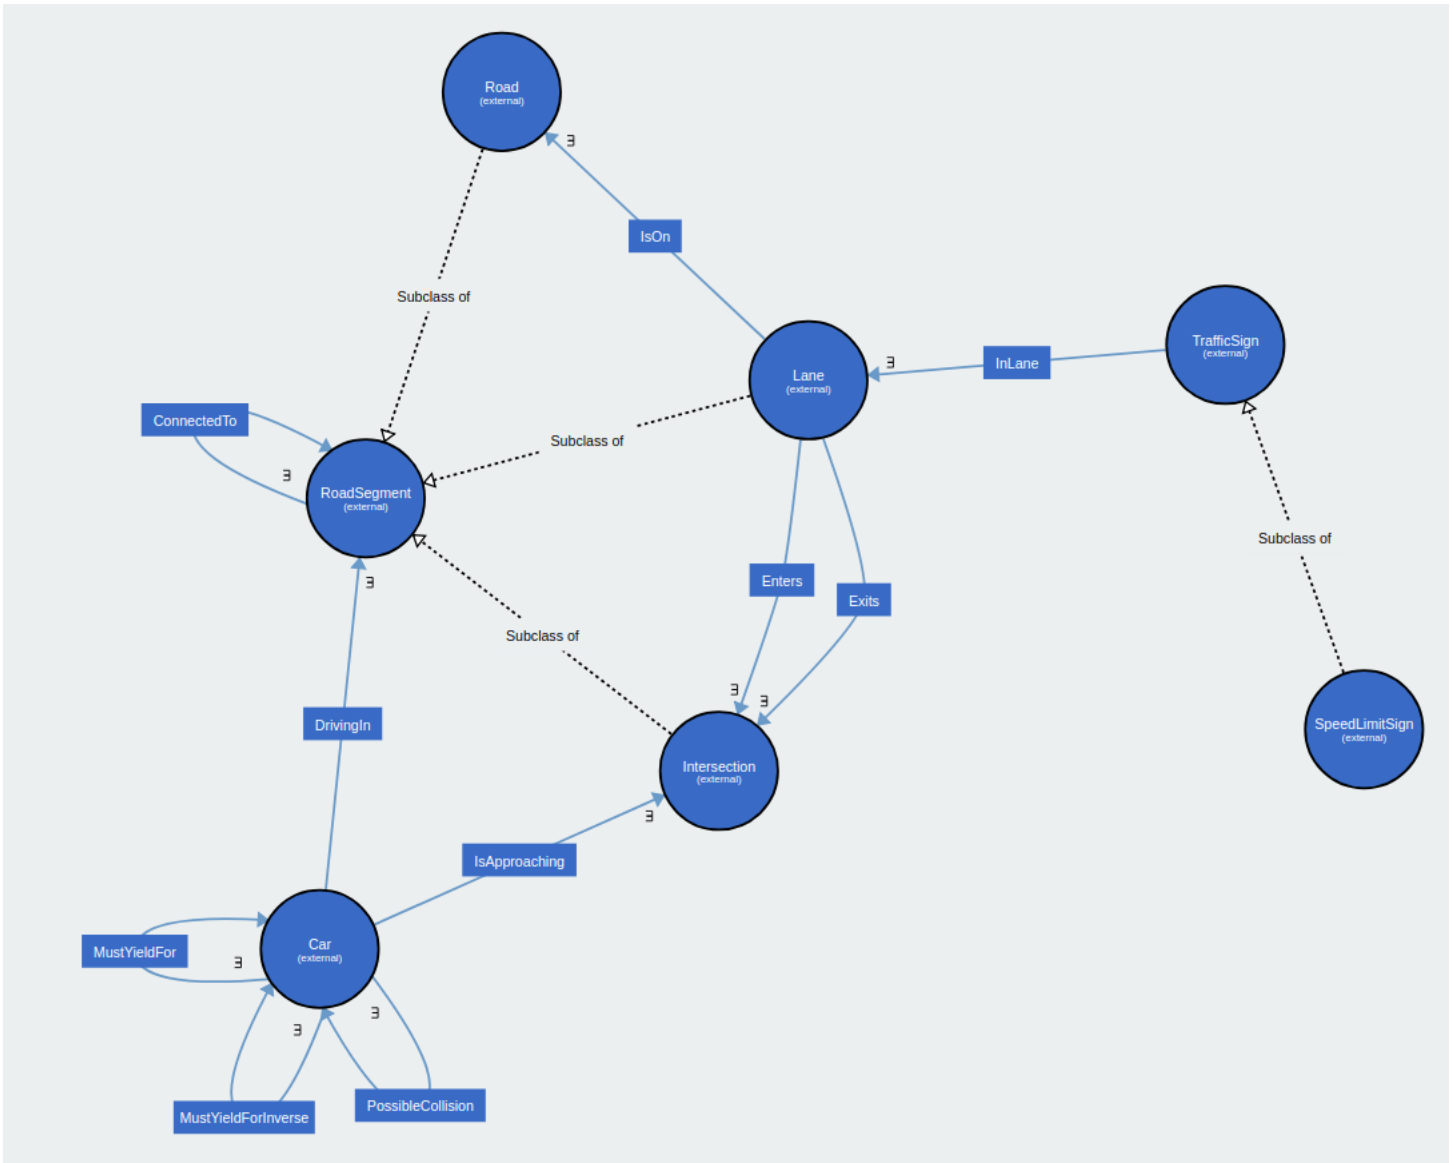 Road
(external)
∃
IsOn
Subclass of
TrafficSign
(external)
Lane
(external)
∃
InLane
ConnectedTo
Subclass of
∃
RoadSegment
(external)
Subclass of
∃
Enters
Exits
Subclass of
∃
∃
DrivingIn
SpeedLimitSign
(external)
Intersection
(external)
∃
IsApproaching
Car
(external)
MustYieldFor
∃
∃
∃
MustYieldForInverse
PossibleCollision